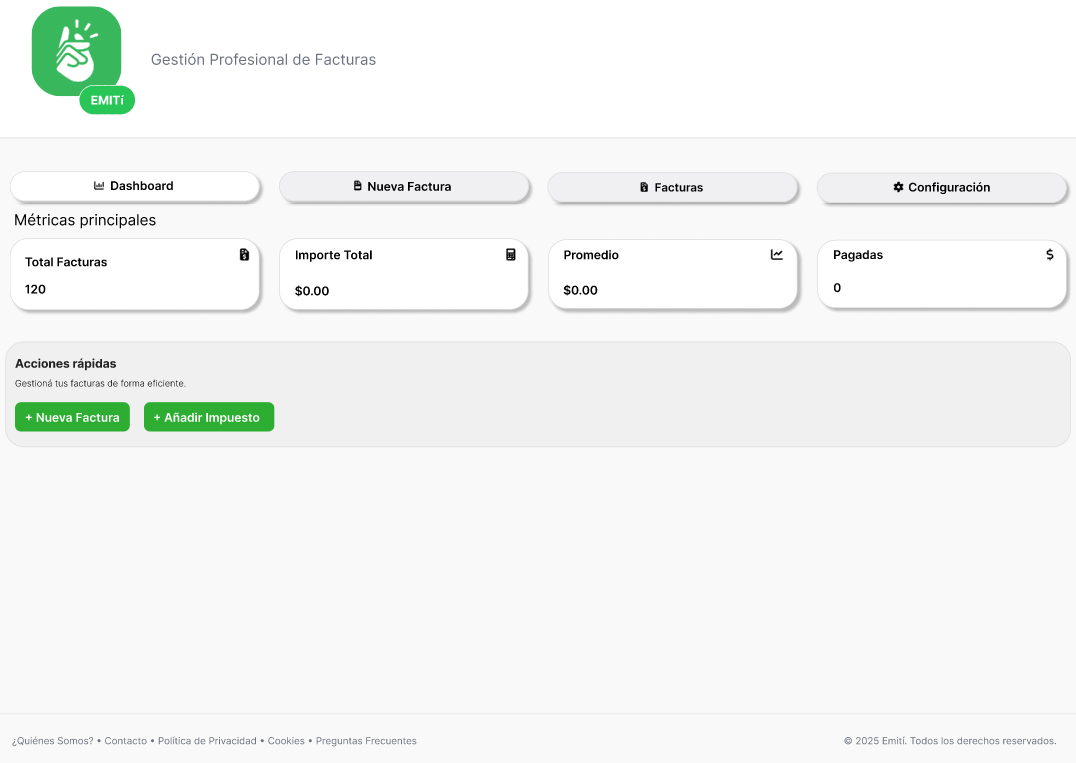 Gestión Profesional de Facturas
EMITí
Dashboard
Nueva Factura
Facturas
Configuración
Métricas principales
Total Facturas
120
Importe Total
$0.00
Promedio
$0.00
Pagadas
$
0
Acciones rápidas
Gestioná tus facturas de forma eficiente.
+ Nueva Factura
+ Añadir Impuesto
¿Quiénes Somos? • Contacto • Política de Privacidad • Cookies • Preguntas Frecuentes
© 2025 Emití. Todos los derechos reservados.